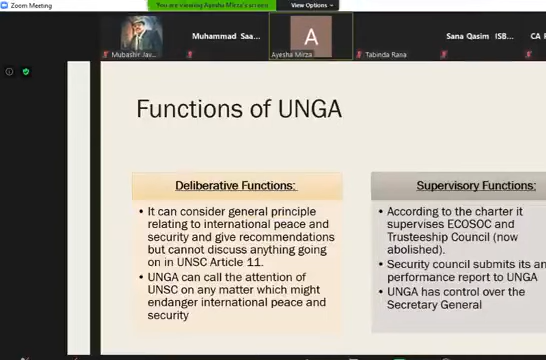 Zoom Meeting
You are viewing Ayesha Mirza's screen
View Options
Mubashir Jav...
Muhammad Saa...
A
Ayesha Mirza
Tabinda Rana
Sana Qasim ISB...
CA
Functions of UNGA
Deliberative Functions:
• It can consider general principle
relating to international peace and
security and give recommendations
but cannot discuss anything going
on in UNSC Article 11.
• UNGA can call the attention of
UNSC on any matter which might
endanger international peace and
security
Supervisory Functions:
• According to the charter it
supervises ECOSOC and
Trusteeship Council (now
abolished).
• Security council submits its an
performance report to UNGA
• UNGA has control over the
Secretary General